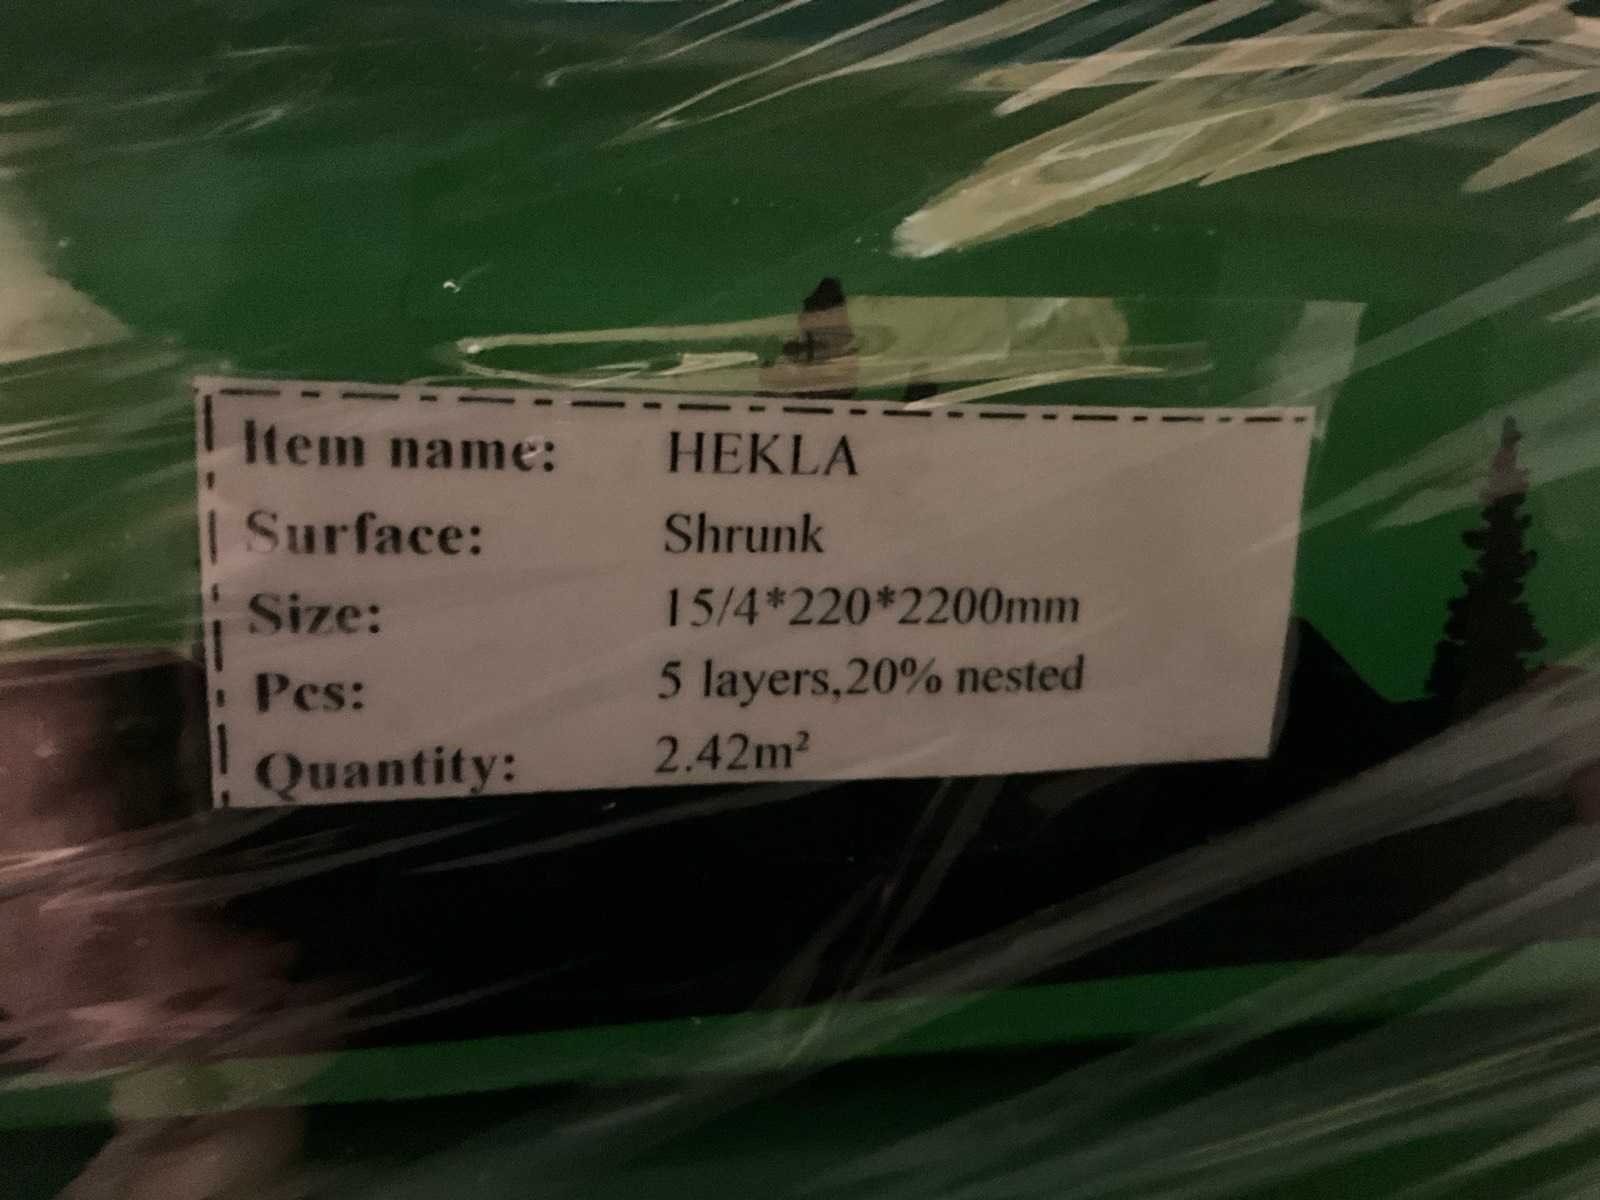 Item name: HEKLA
Surface: Shrunk
Size: 15/4*220*2200mm
Pcs: 5 layers,20% nested
Quantity: 2.42m²